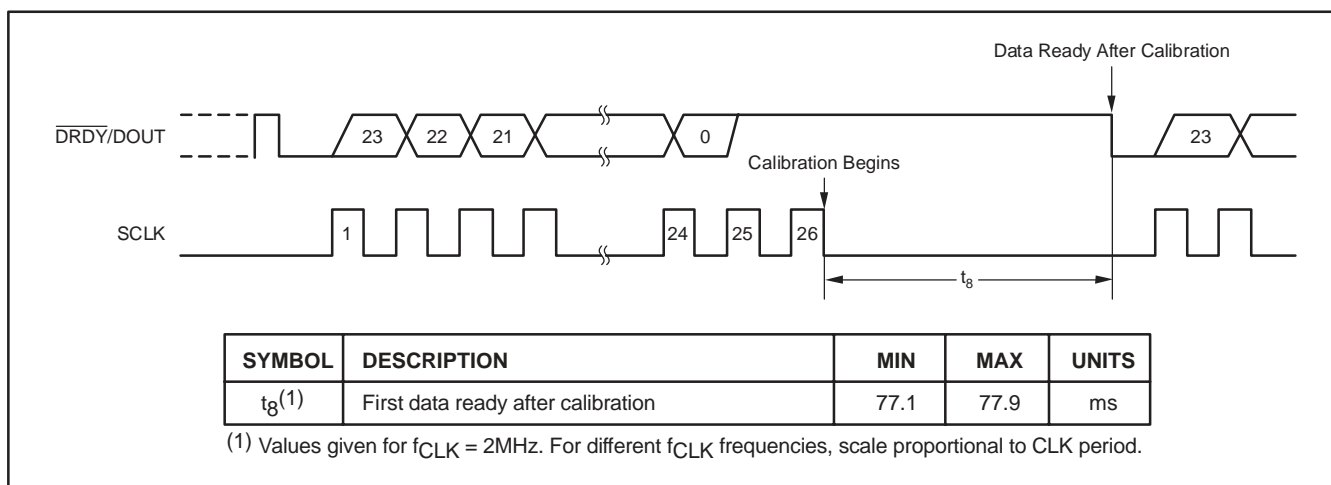 Data Ready After Calibration
DRDY/DOUT
23
22
21
0
23
Calibration Begins
SCLK
1
24
25
26
t8
SYMBOL DESCRIPTION MIN MAX UNITS
t8(1) First data ready after calibration 77.1 77.9 ms
(1) Values given for fCLK = 2MHz. For different fCLK frequencies, scale proportional to CLK period.